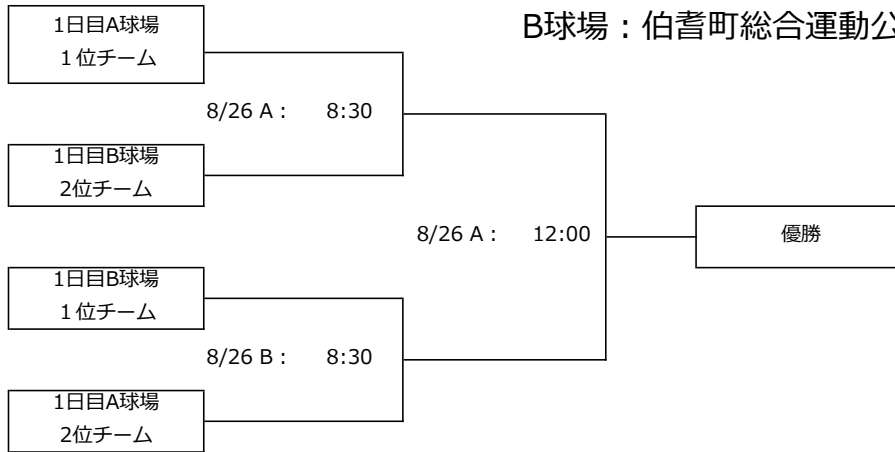 B球場：伯耆町総合運動公
1日目A球場
１位チーム
8/26 A： 8:30
1日目B球場
2位チーム
8/26 A： 12:00
優勝
1日目B球場
１位チーム
8/26 B： 8:30
1日目A球場
2位チーム